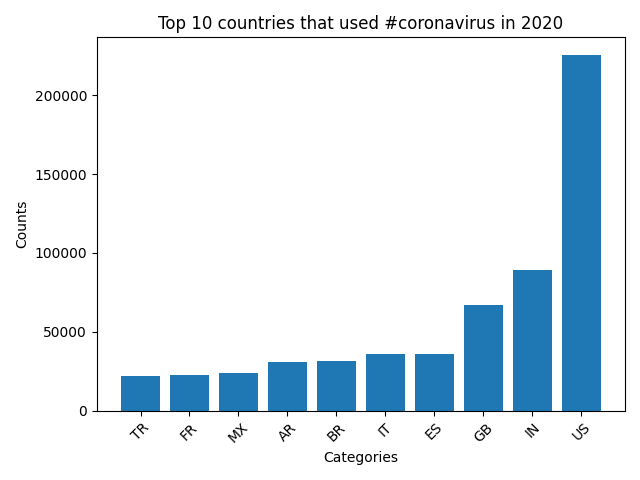 Top 10 countries that used #coronavirus in 2020
Counts
200000
150000
100000
50000
0
TR FR MX AR BR IT ES GB IN US
Categories